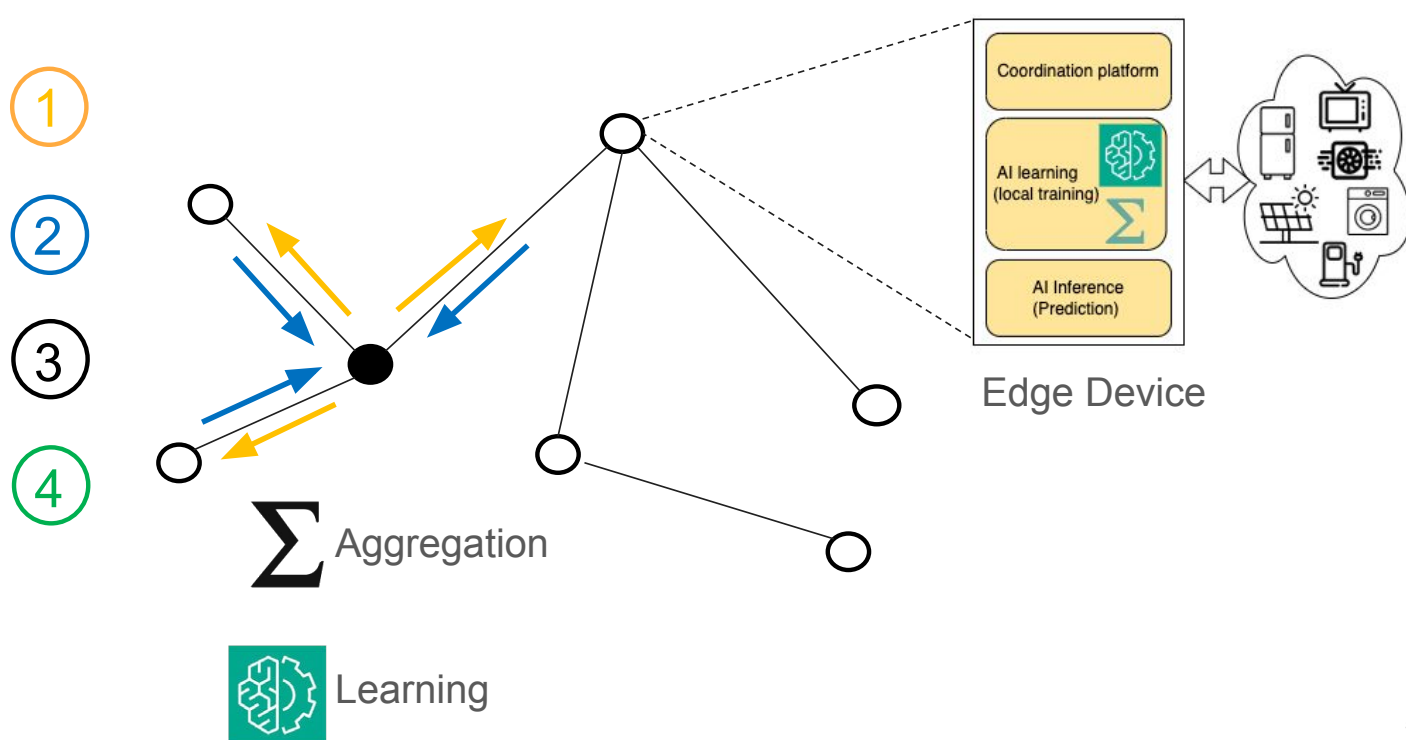 1
2
3
4
Coordination platform
AI learning
(local training)
Σ
AI Inference
(Prediction)
Edge Device
Σ Aggregation
Learning